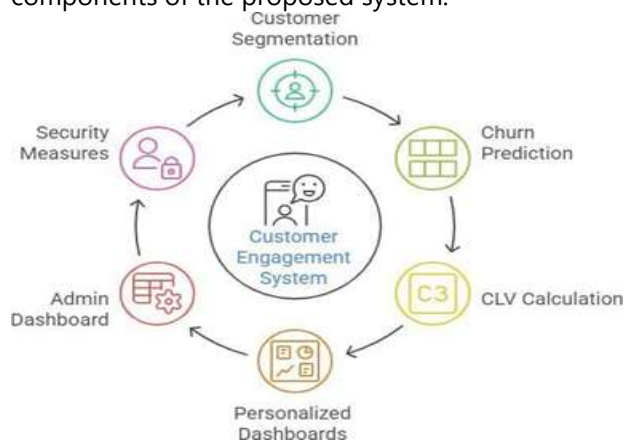 components of the proposed system.
Customer
Segmentation
Churn
Prediction
CLV Calculation
C3
Personalized
Dashboards
Admin
Dashboard
Security
Measures
Customer
Engagement
System